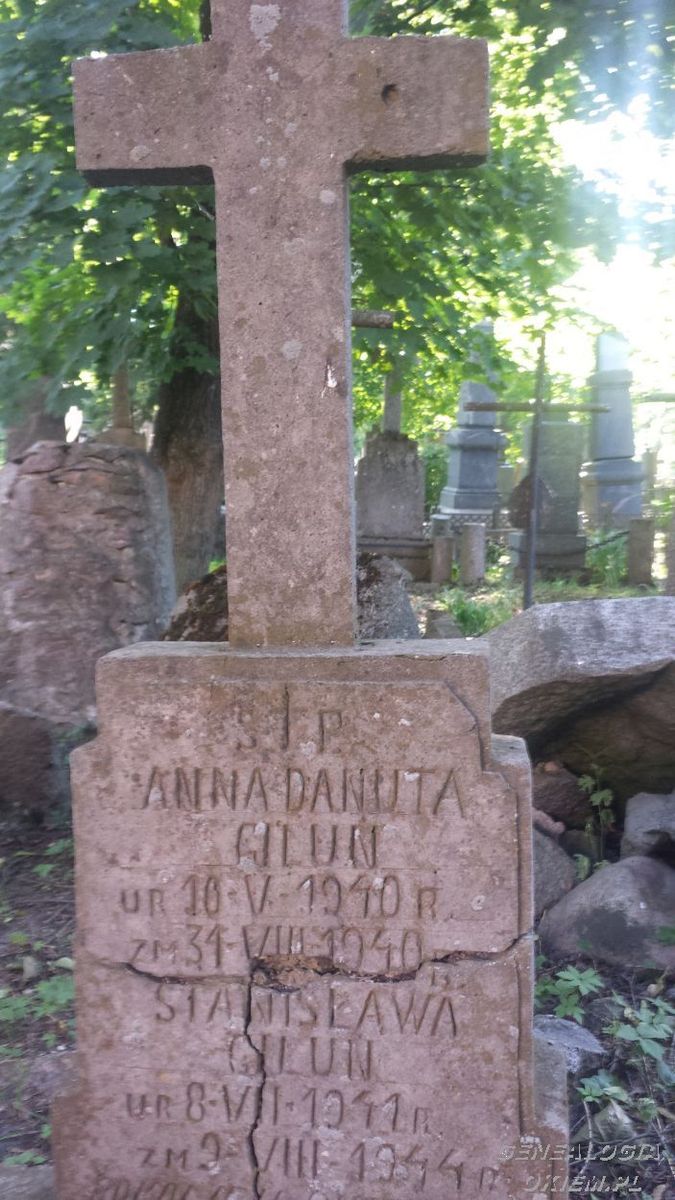 Ś.†P.
ANNA DANUTA
GILUN
UR 10·V·1940 R.
ZM 31·VIII·1940 R.
STANISŁAWA
GILUN
UR 8·VII·1941 R
ZM 9·VIII·1944 R
GENEALOGIA
OKIEM.PL